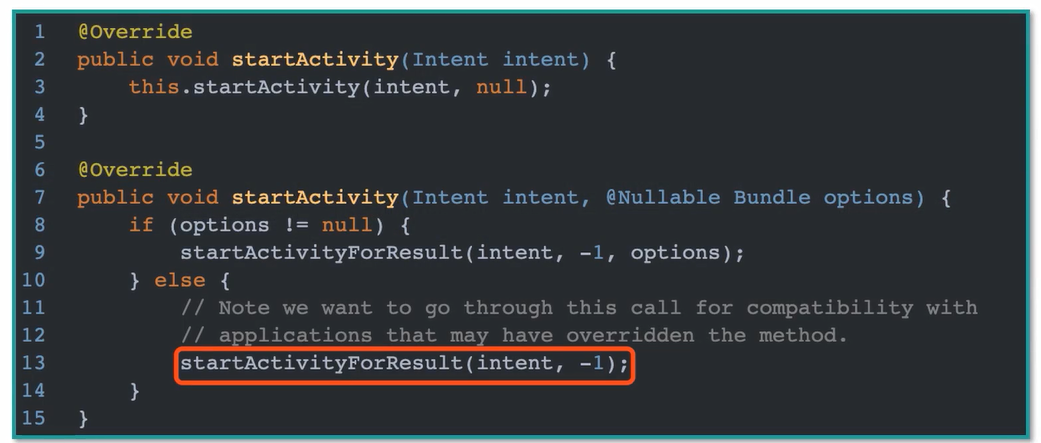 1 @Override
2 public void startActivity(Intent intent) {
3     this.startActivity(intent, null);
4 }
5
6 @Override
7 public void startActivity(Intent intent, @Nullable Bundle options) {
8     if (options != null) {
9         startActivityForResult(intent, -1, options);
10     } else {
11         // Note we want to go through this call for compatibility with
12         // applications that may have overridden the method.
13         startActivityForResult(intent, -1);
14     }
15 }